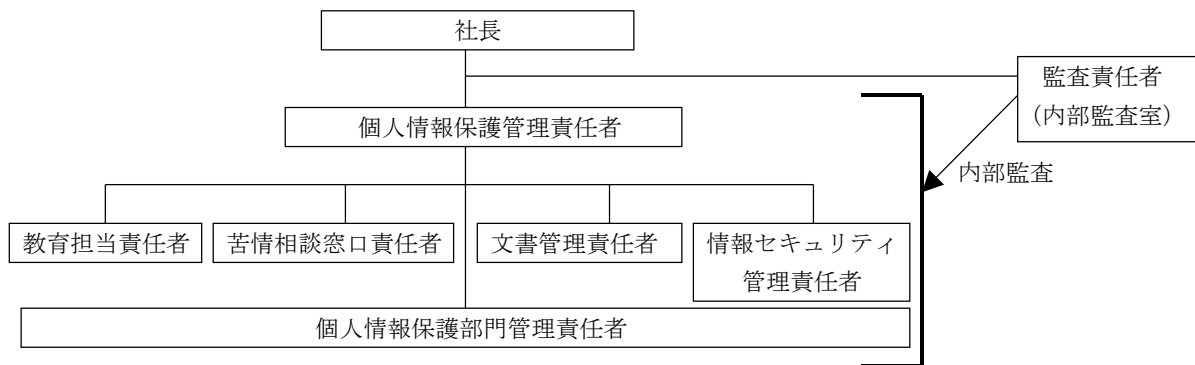 社長
監査責任者
（内部監査室）
個人情報保護管理責任者
内部監査
教育担当責任者
苦情相談窓口責任者
文書管理責任者
情報セキュリティ
管理責任者
個人情報保護部門管理責任者